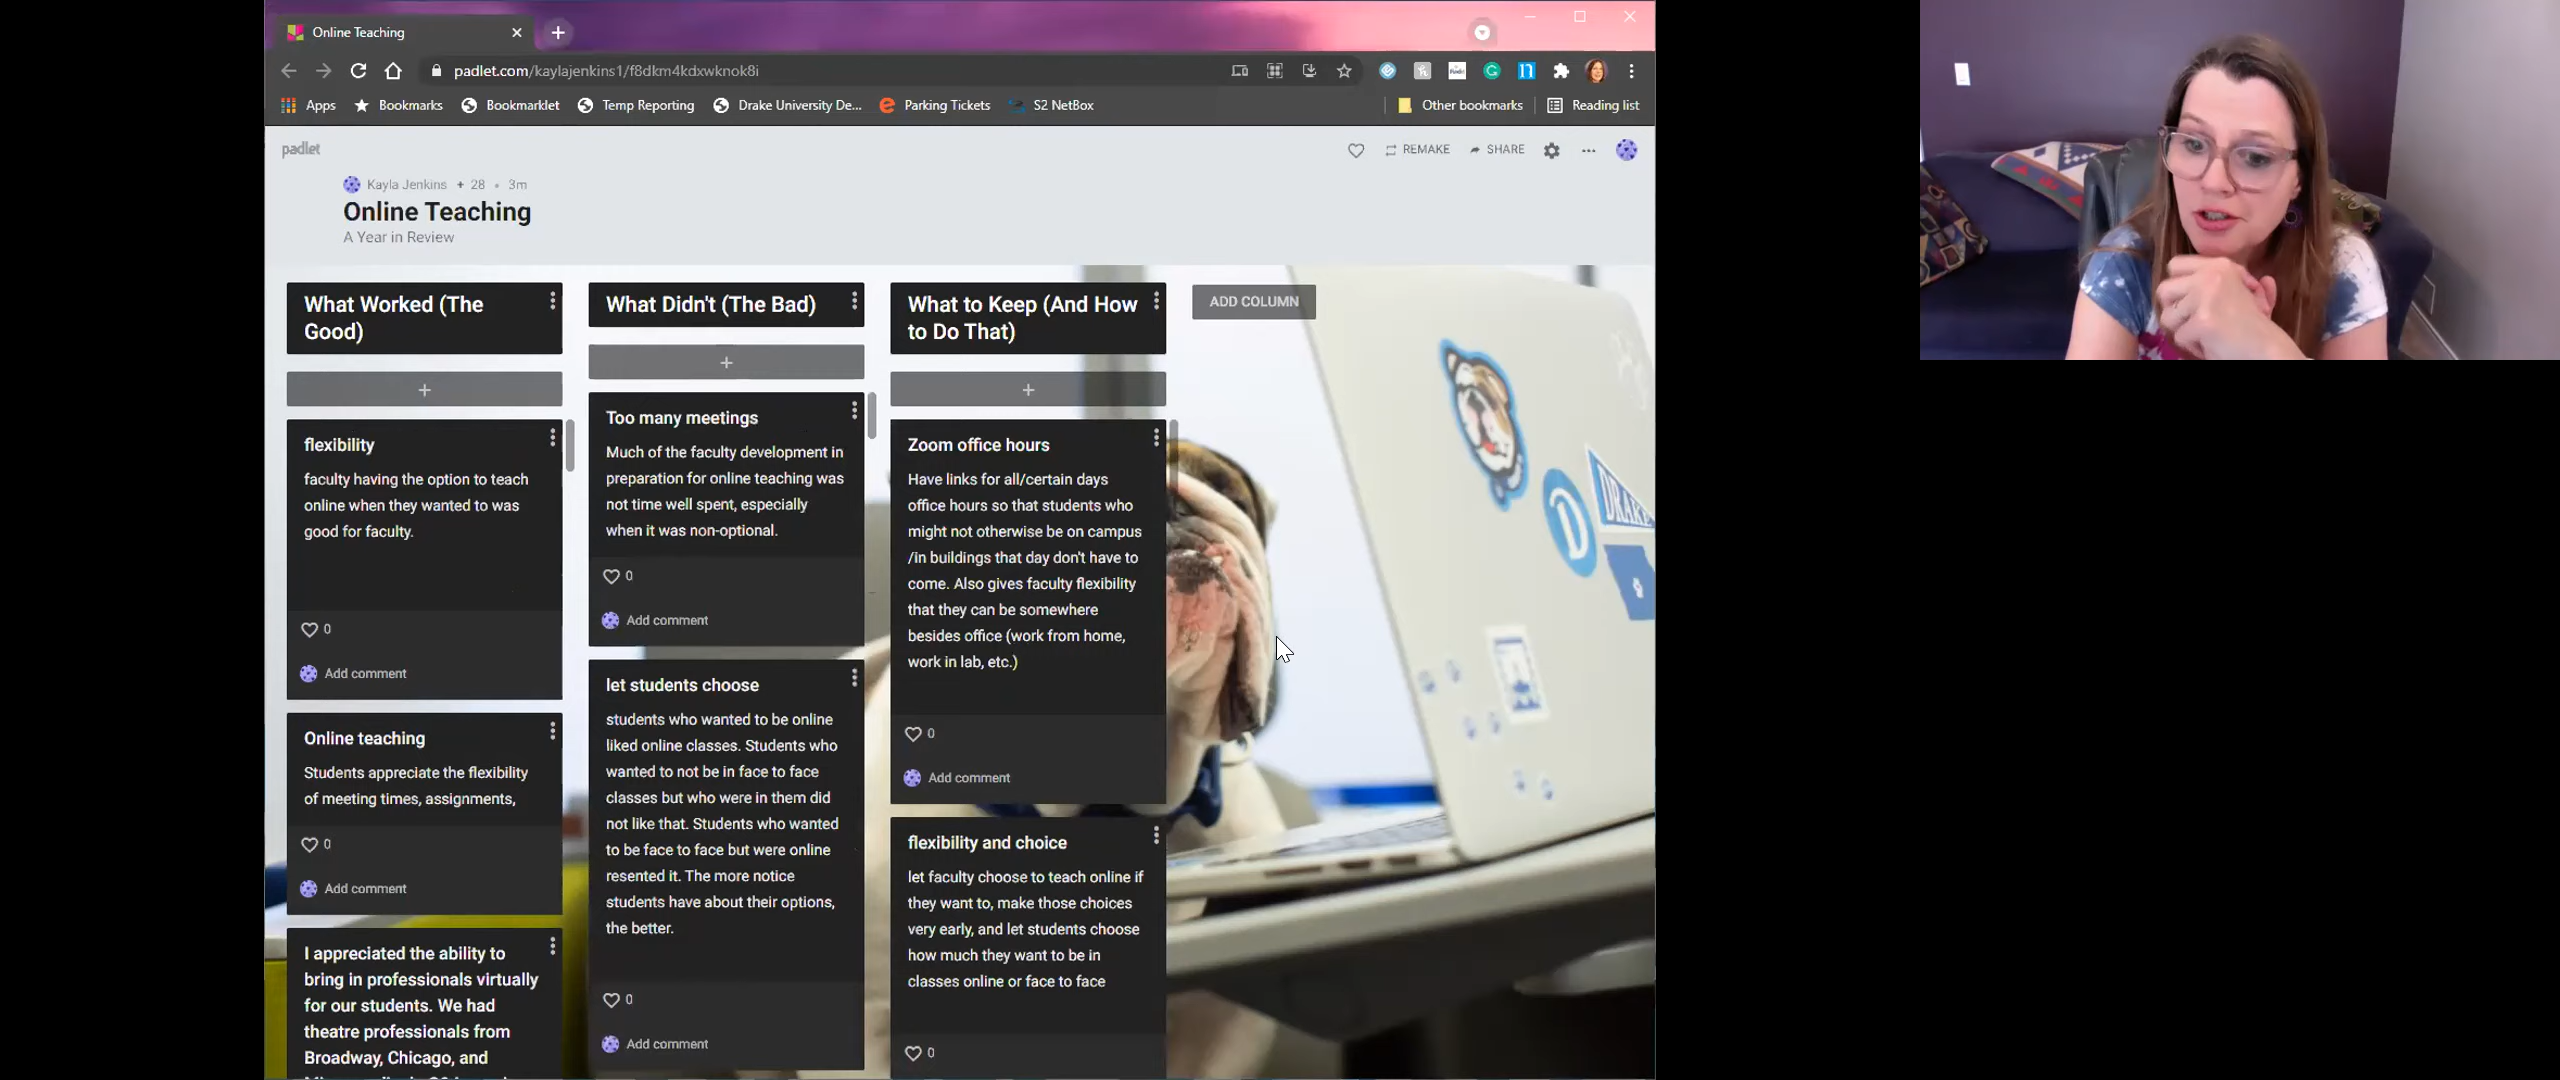 Online Teaching
padlet.com/kaylajenkins1/f8dkm4kdxwknok8i
Apps
Bookmarks
Bookmarklet
Temp Reporting
Drake University De...
Parking Tickets
S2 NetBox
Other bookmarks
Reading list
padlet
REMAKE
SHARE
Kayla Jenkins + 28 • 3m
Online Teaching
A Year in Review
What Worked (The
Good)
+
flexibility
faculty having the option to teach
online when they wanted to was
good for faculty.
0
Add comment
Online teaching
Students appreciate the flexibility
of meeting times, assignments,
0
Add comment
I appreciated the ability to
bring in professionals virtually
for our students. We had
theatre professionals from
Broadway, Chicago, and
What Didn't (The Bad)
+
Too many meetings
Much of the faculty development in
preparation for online teaching was
not time well spent, especially
when it was non-optional.
0
Add comment
let students choose
students who wanted to be online
liked online classes. Students who
wanted to not be in face to face
classes but who were in them did
not like that. Students who wanted
to be face to face but were online
resented it. The more notice
students have about their options,
the better.
0
Add comment
What to Keep (And How
to Do That)
+
Zoom office hours
Have links for all/certain days
office hours so that students who
might not otherwise be on campus
/in buildings that day don't have to
come. Also gives faculty flexibility
that they can be somewhere
besides office (work from home,
work in lab, etc.)
0
Add comment
flexibility and choice
let faculty choose to teach online if
they want to, make those choices
very early, and let students choose
how much they want to be in
classes online or face to face
0
ADD COLUMN
D
DRAKE